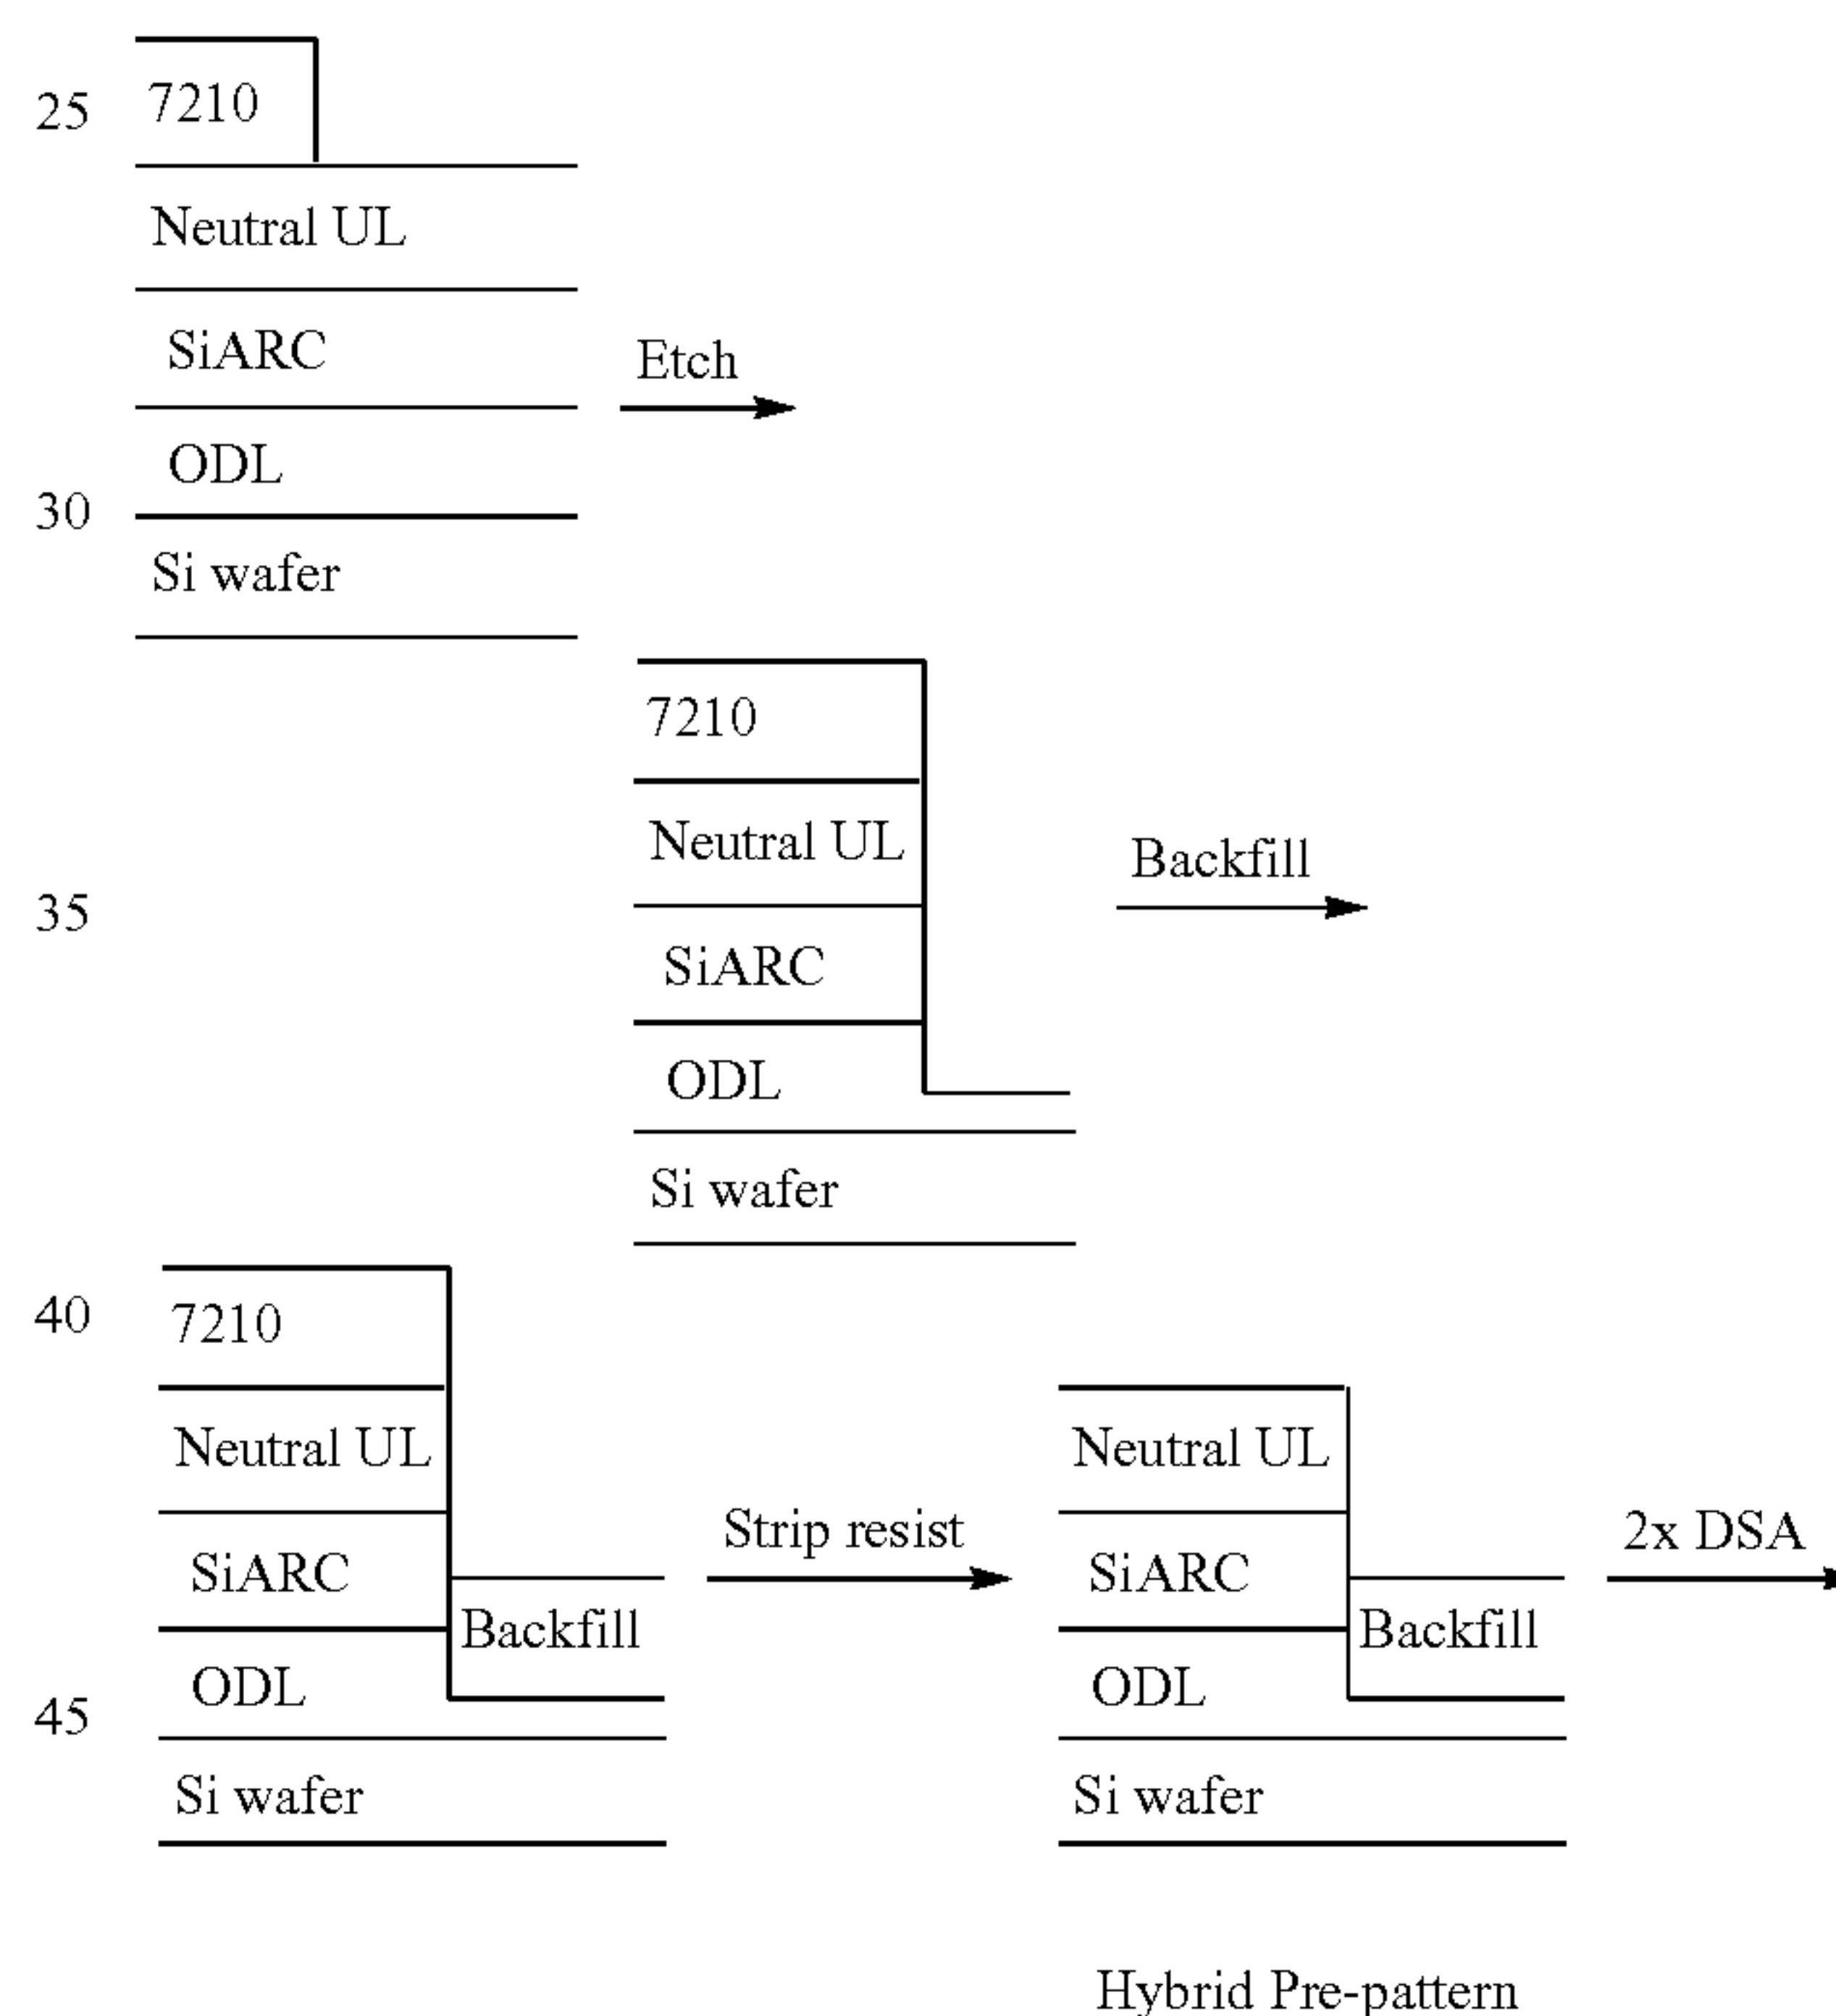 25
7210
Neutral UL
SiARC
Etch
ODL
30
Si wafer
7210
Neutral UL
Backfill
35
SiARC
ODL
Si wafer
40
7210
Neutral UL
Neutral UL
Strip resist
2x DSA
SiARC
SiARC
Backfill
Backfill
ODL
ODL
45
Si wafer
Si wafer
Hybrid Pre-pattern